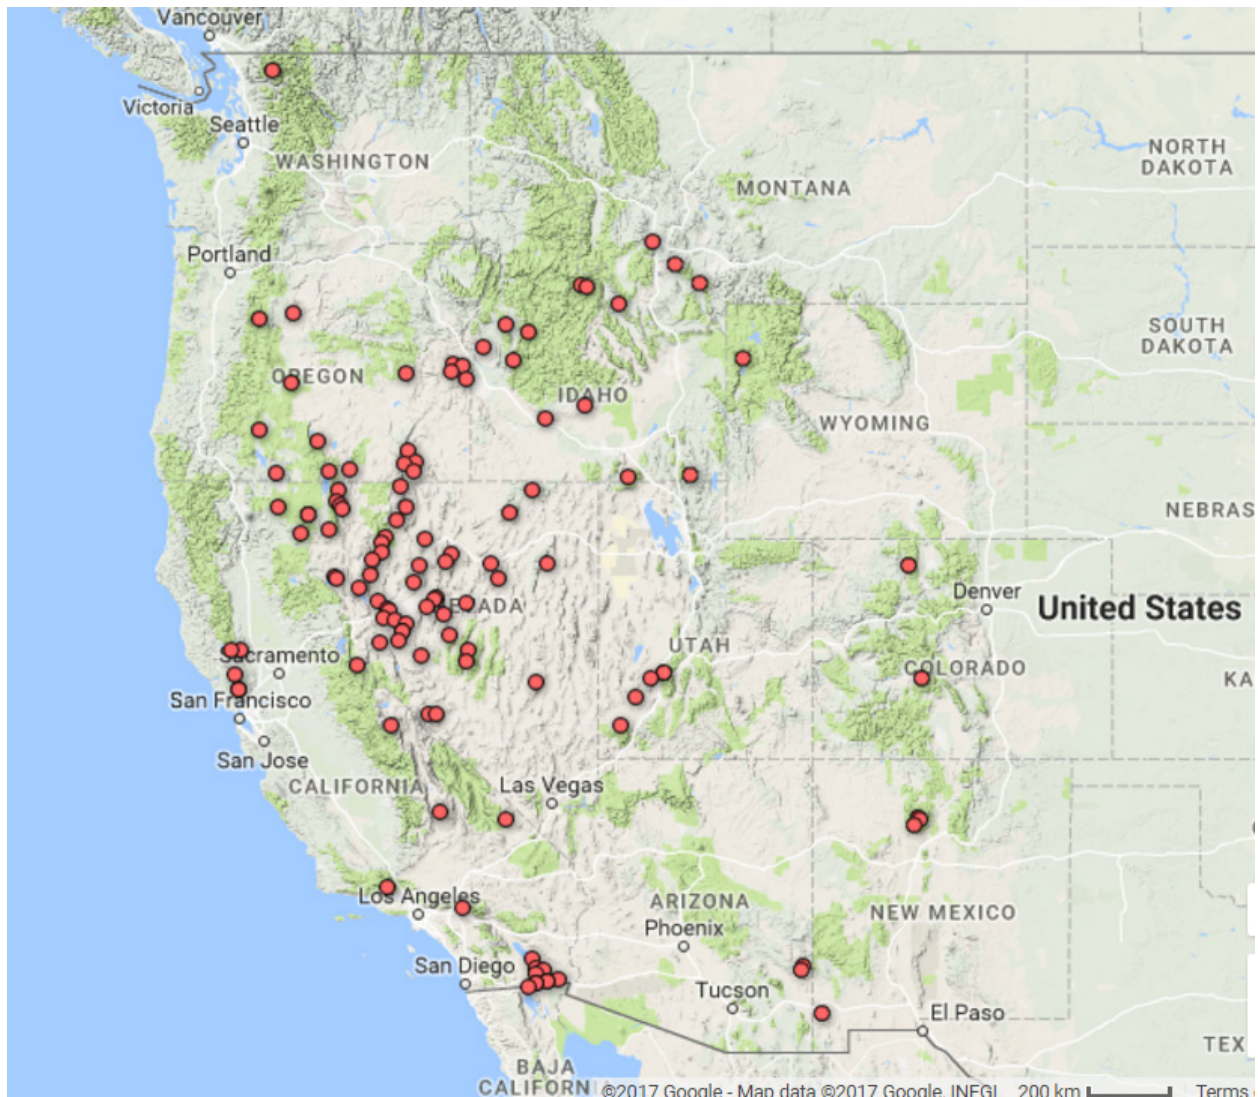 Vancouver
Victoria
Seattle
WASHINGTON
NORTH
DAKOTA
MONTANA
Portland
SOUTH
DAKOTA
OREGON
IDAHO
WYOMING
NEBRAS
Denver
NEVADA
United States
UTAH
Sacramento
COLORADO
KA
San Francisco
San Jose
CALIFORNIA
Las Vegas
Los Angeles
ARIZONA
NEW MEXICO
Phoenix
San Diego
Tucson
El Paso
TEX
BAJA
CALIFORNIA
©2017 Google - Map data ©2017 Google, INEGI 200 km Terms